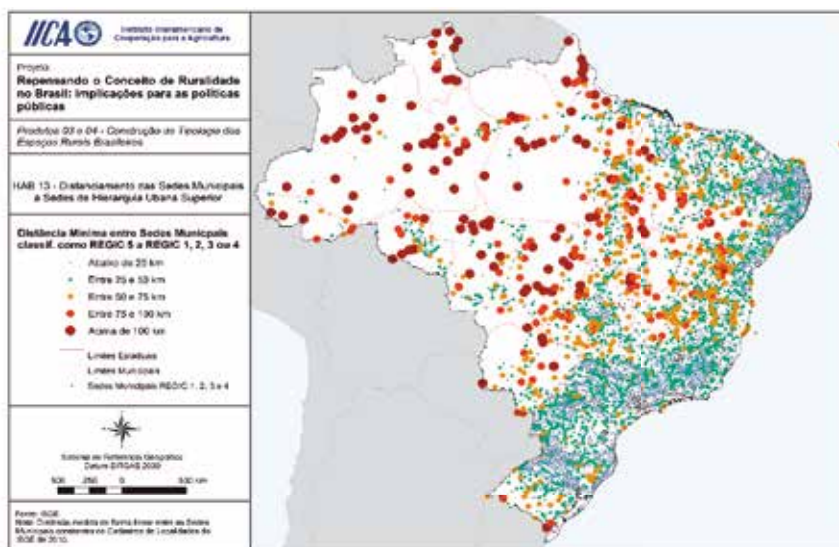 IICA
Instituto Interamericano de
Cooperação para a Agricultura
Projeto:
Repensando o Conceito de Ruralidade
no Brasil: implicações para as políticas
públicas
Produtos 03 e 04 - Construção de Tipologia dos
Espaços Rurais Brasileiros
HAB 13 - Distanciamento das Sedes Municipais
a Sedes de Hierarquia Ubana Superior
Distância Mínima entre Sedes Municipais
classif. como REGIC 5 a REGIC 1, 2, 3 ou 4
Abaixo de 25 km
Entre 25 e 50 km
Entre 50 e 75 km
Entre 75 e 100 km
Acima de 100 km
Limites Estaduais
Limites Municipais
Sedes Municipais REGIC 1, 2, 3 e 4
Sistema de Referência Geográfico
Datum SIRGAS 2000
500 250 0 500 km
Fonte: IBGE
Nota: Distância medida de forma linear entre as Sedes
Municipais constantes do Cadastro de Localidades do
IBGE de 2010.